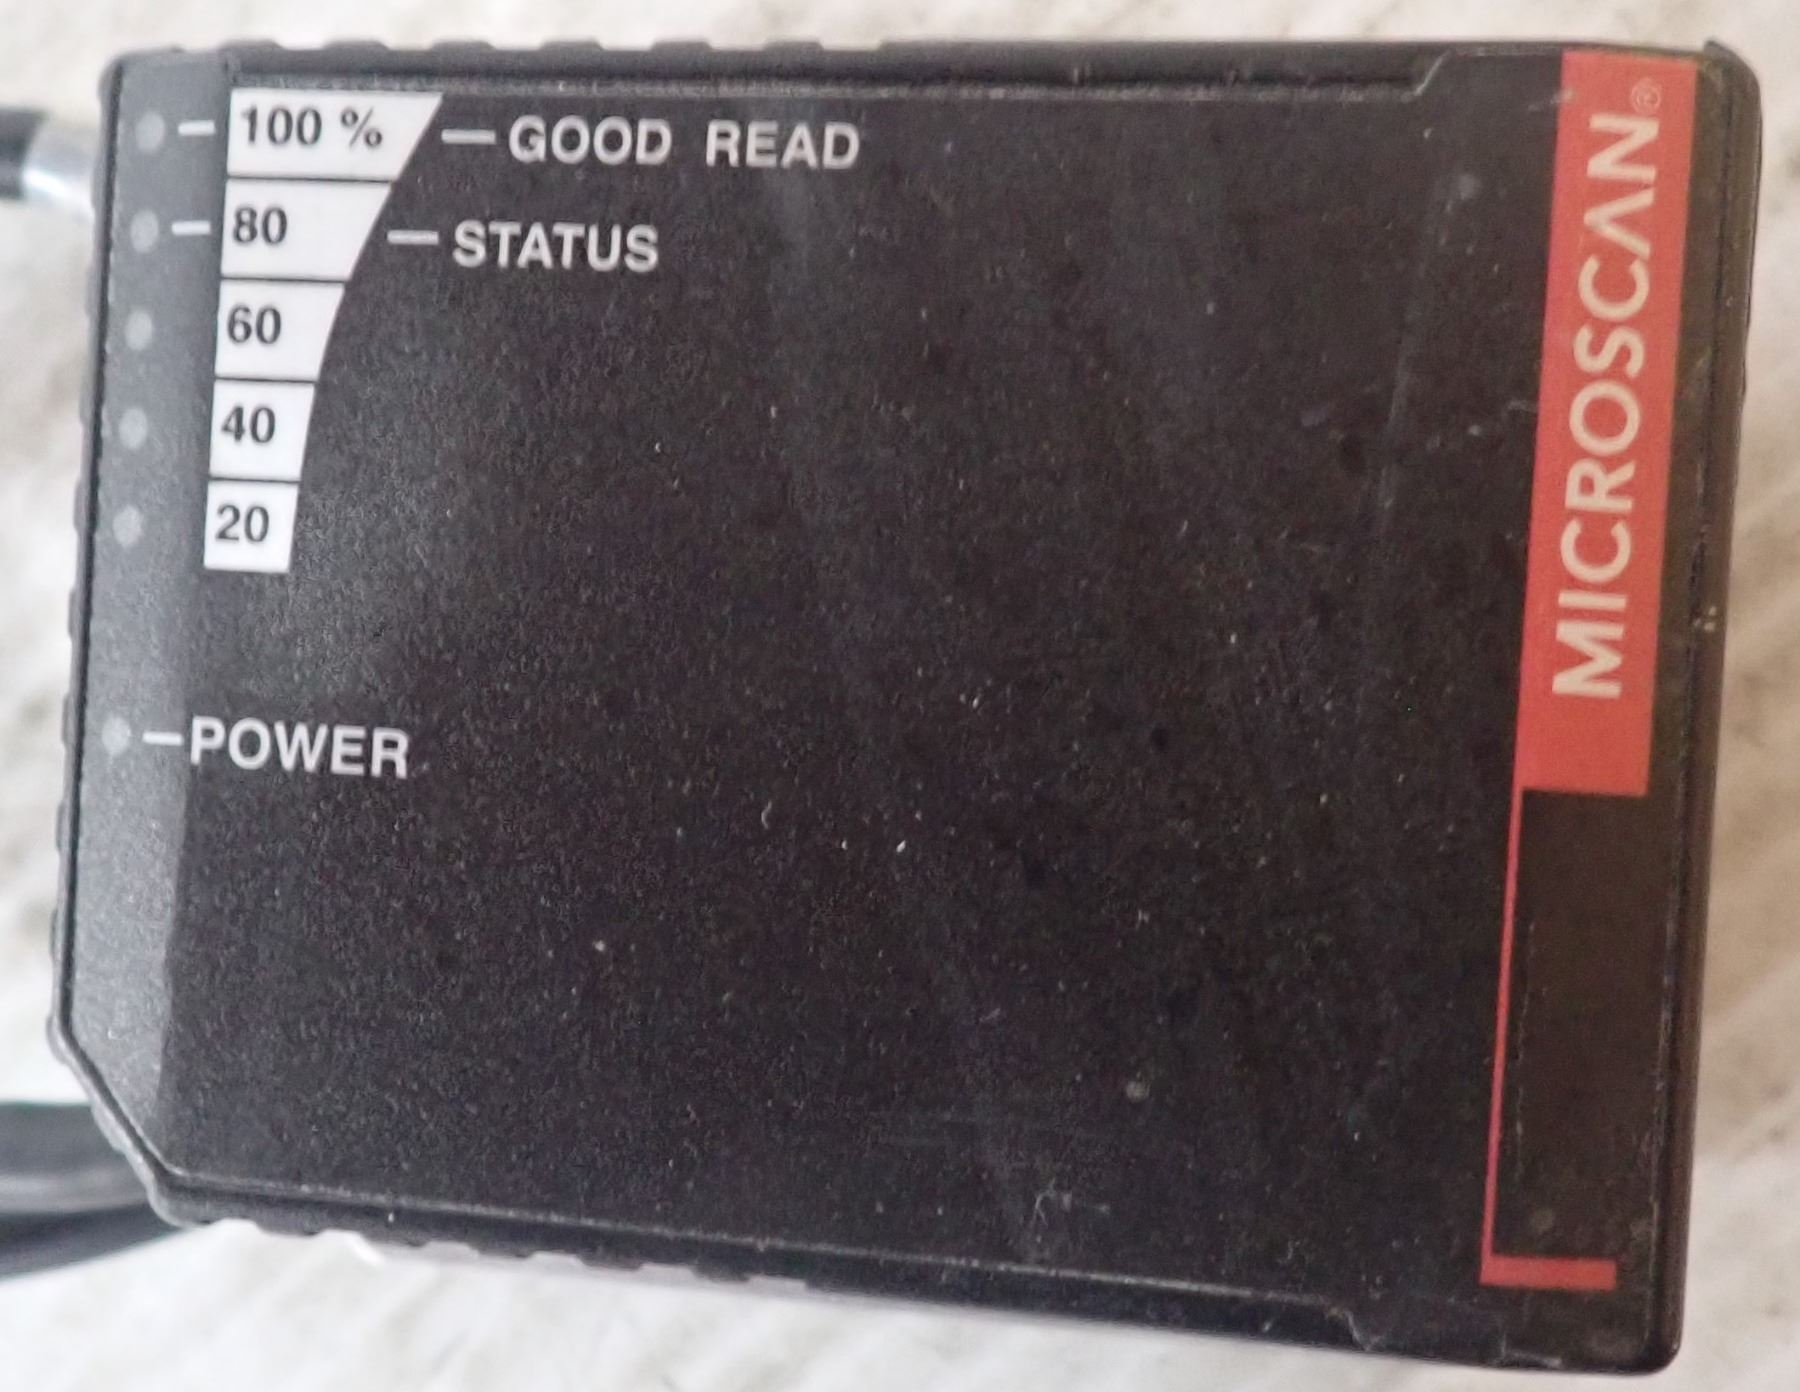 100 % GOOD READ
80 STATUS
60
40
20
POWER
MICROSCAN®